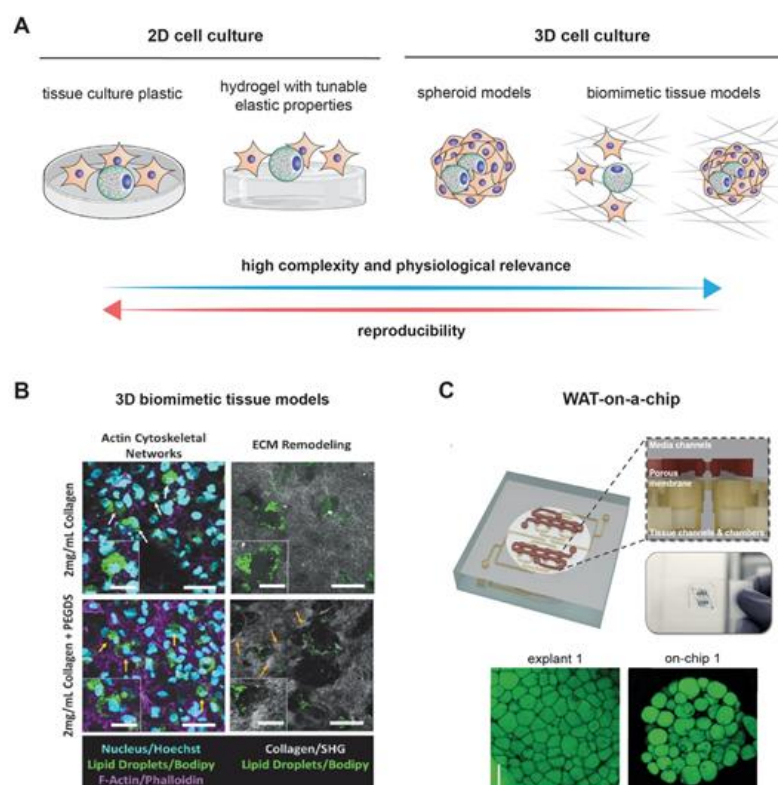 A
2D cell culture
3D cell culture
tissue culture plastic
hydrogel with tunable
elastic properties
spheroid models
biomimetic tissue models
high complexity and physiological relevance
reproducibility
B
3D biomimetic tissue models
Actin Cytoskeletal
Networks
ECM Remodeling
2mg/mL Collagen
2mg/mL Collagen + PEGDS
Nucleus/Hoechst
Lipid Droplets/Bodipy
F-Actin/Phalloidin
Collagen/SHG
Lipid Droplets/Bodipy
C
WAT-on-a-chip
Media channels
Porous
membrane
Tissue channels & chambers
explant 1
on-chip 1